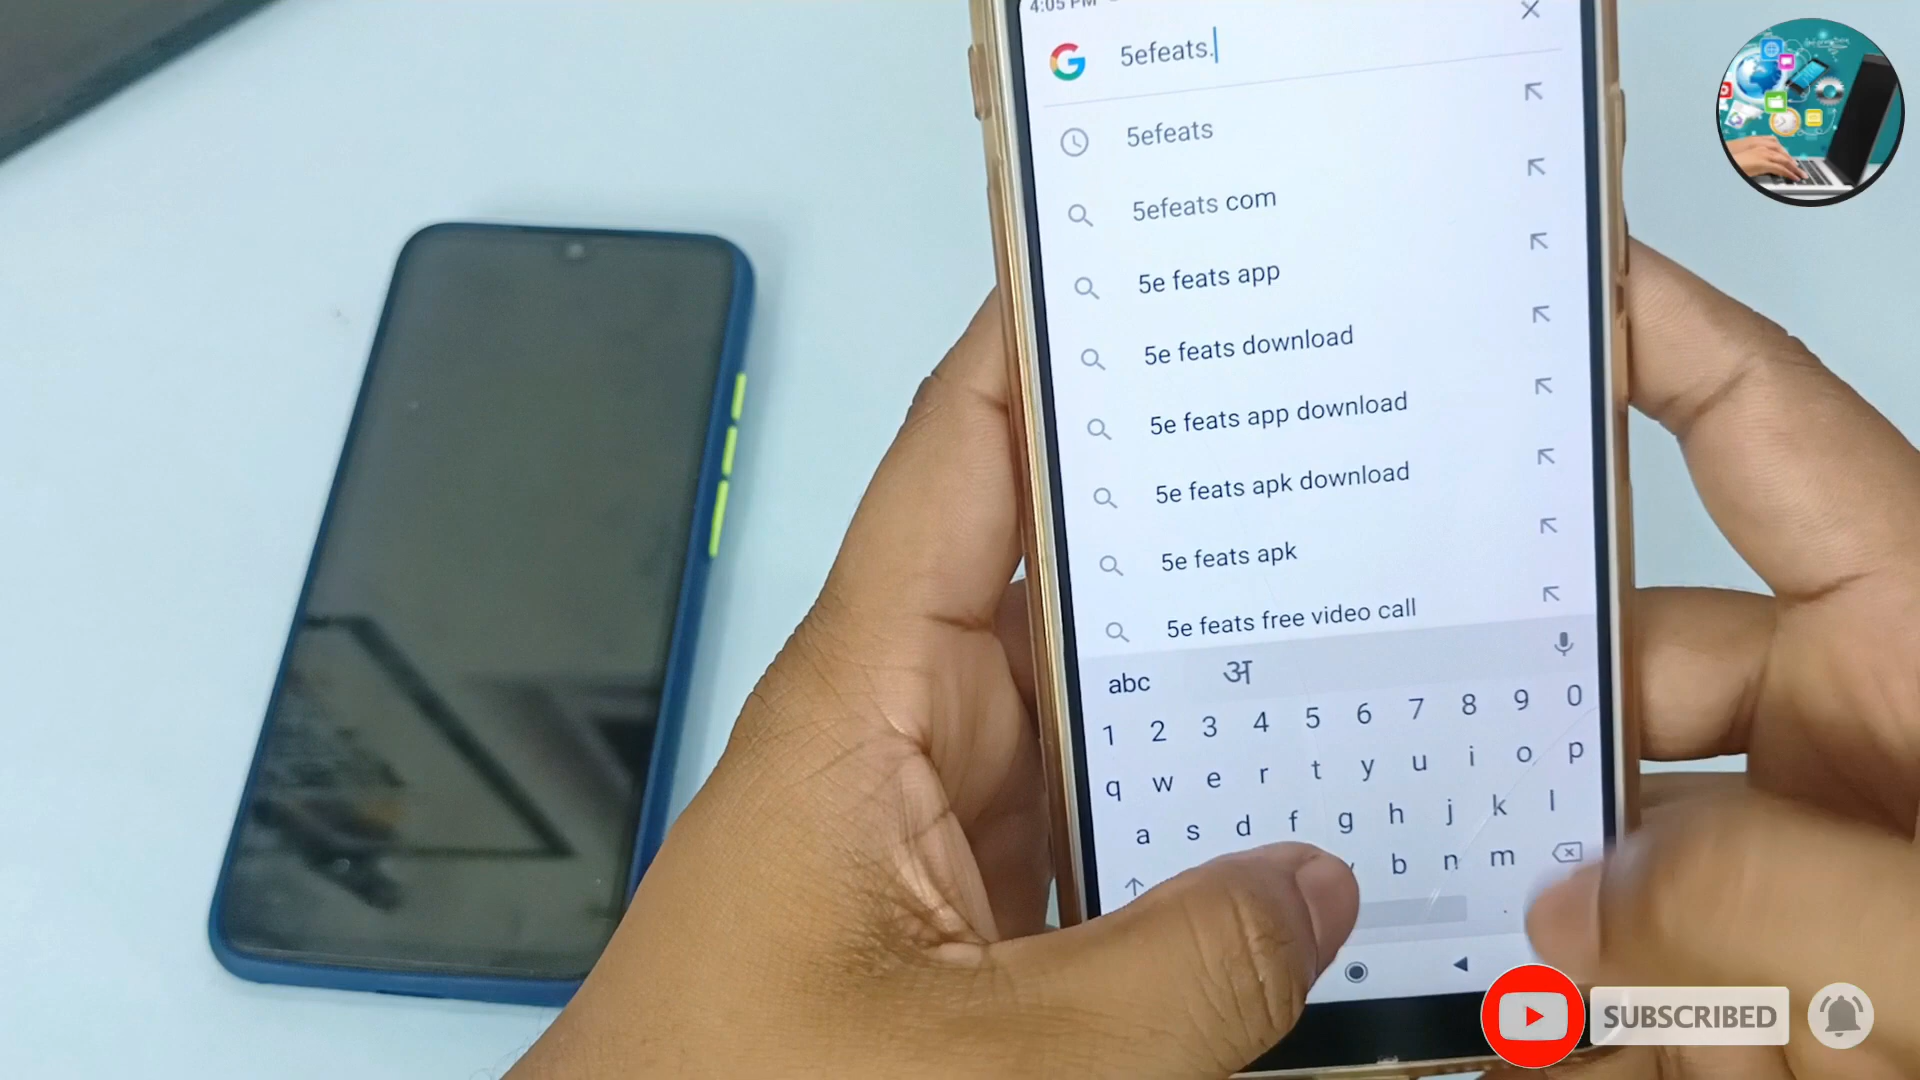 4:05 PM
5efeats.
5efeats
5efeats com
5e feats app
5e feats download
5e feats app download
5e feats apk download
5e feats apk
5e feats free video call
abc अ
1 2 3 4 5 6 7 8 9 0
q w e r t y u i o p
a s d f g h j k l
b n m
.
SUBSCRIBED